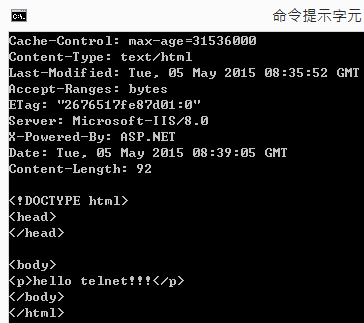 命令提示字元
Cache-Control: max-age=31536000
Content-Type: text/html
Last-Modified: Tue, 05 May 2015 08:35:52 GMT
Accept-Ranges: bytes
ETag: "2676517fe87d01:0"
Server: Microsoft-IIS/8.0
X-Powered-By: ASP.NET
Date: Tue, 05 May 2015 08:39:05 GMT
Content-Length: 92
<!DOCTYPE html>
<head>
</head>
<body>
<p>hello telnet!!!</p>
</body>
</html>